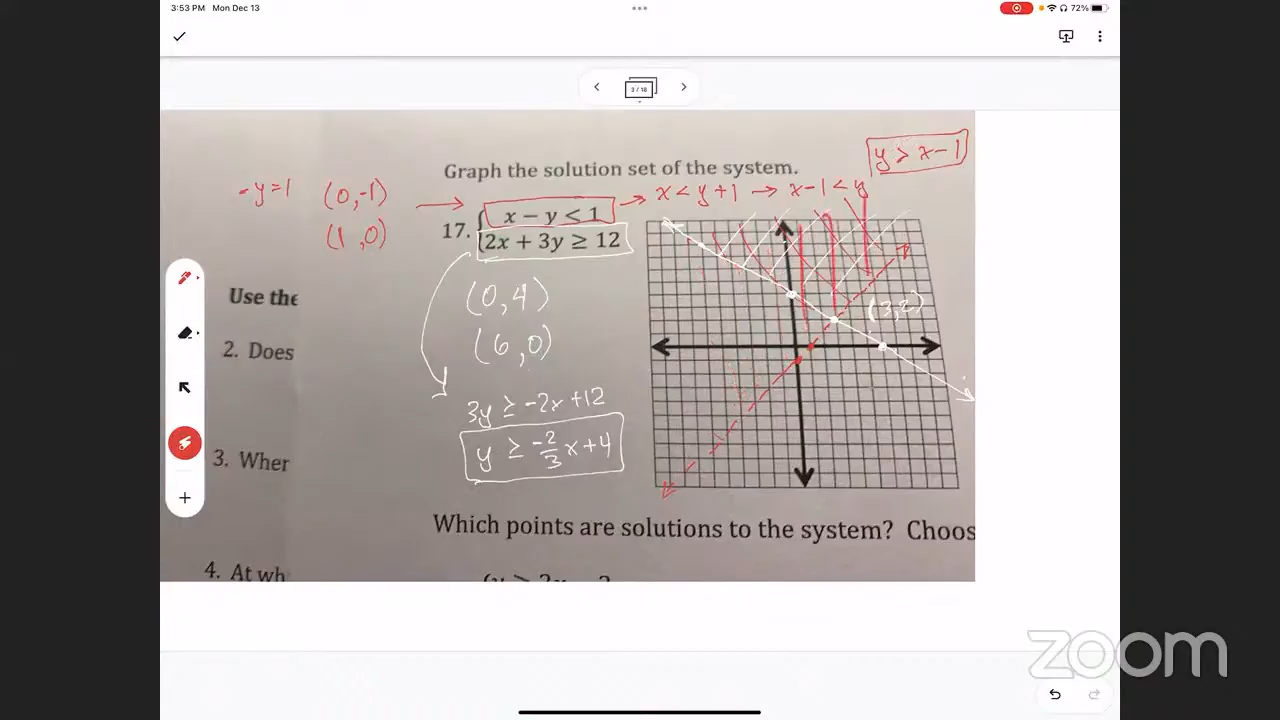 3:53 PM Mon Dec 13
72%
3 / 18
y > x - 1
Graph the solution set of the system.
-y=1 (0,-1)
(1,0)
→ x - y < 1 → x < y + 1 → x - 1 < y
17.
2x + 3y ≥ 12
(0,4)
(6,0)
3y ≥ -2x + 12
y ≥ -2/3 x + 4
(3,2)
Use the
2. Does
3. Wher
4. At wh
Which points are solutions to the system? Choos
zoom